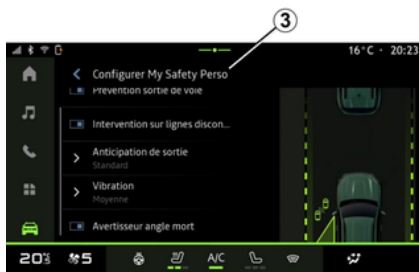 3
16°C · 20:23
Configurer My Safety Perso
Prévention sortie de voie
Intervention sur lignes discon...
Anticipation de sortie
Standard
Vibration
Moyenne
Avertisseur angle mort
20 5 A/C